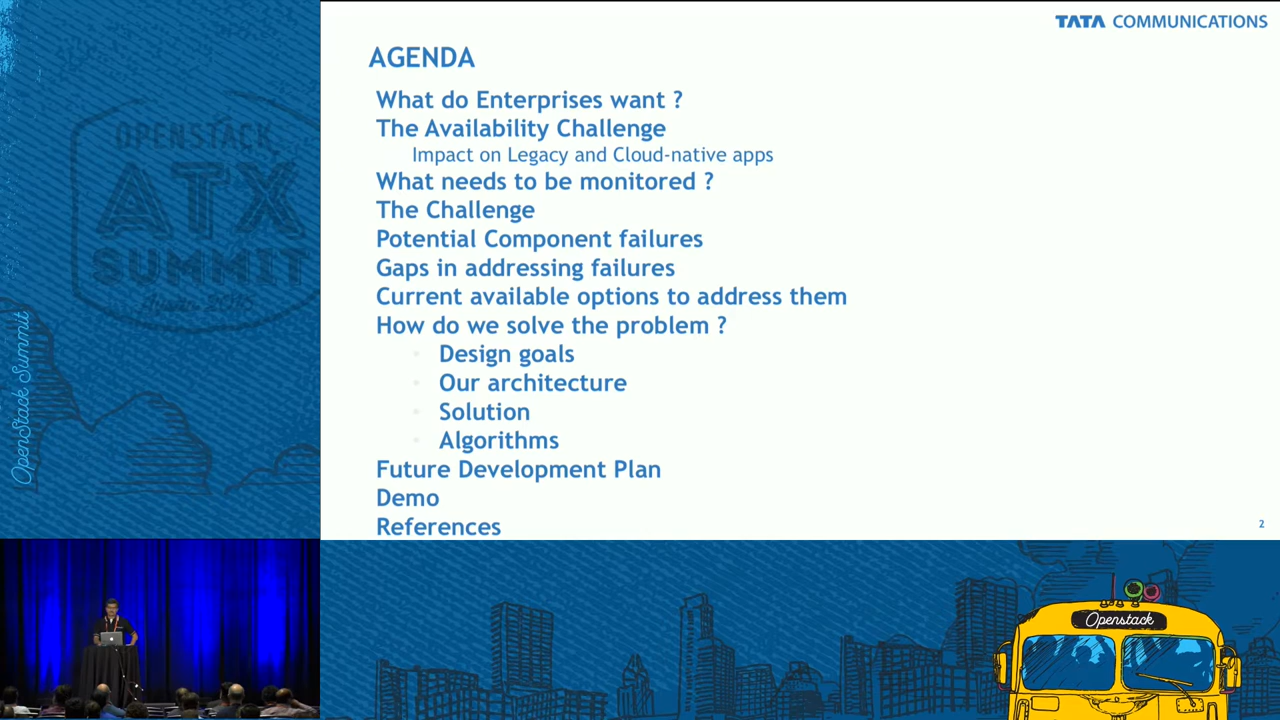 TATA COMMUNICATIONS
AGENDA
What do Enterprises want ?
The Availability Challenge
Impact on Legacy and Cloud-native apps
What needs to be monitored ?
The Challenge
Potential Component failures
Gaps in addressing failures
Current available options to address them
How do we solve the problem ?
Design goals
Our architecture
Solution
Algorithms
Future Development Plan
Demo
References
2
OPENSTACK
ATX
SUMMIT
Austin 2016
OpenStack Summit
Openstack